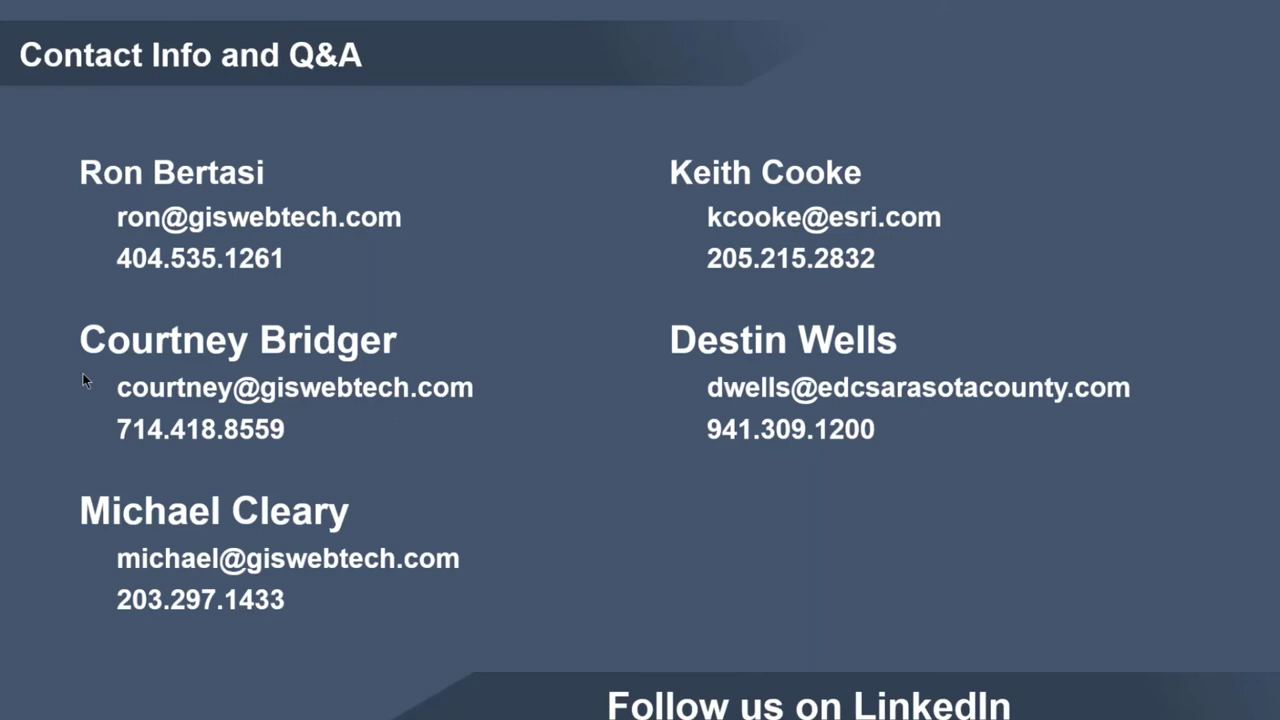 Contact Info and Q&A
Ron Bertasi
ron@giswebtech.com
404.535.1261
Courtney Bridger
courtney@giswebtech.com
714.418.8559
Michael Cleary
michael@giswebtech.com
203.297.1433
Keith Cooke
kcooke@esri.com
205.215.2832
Destin Wells
dwells@edcsarasotacounty.com
941.309.1200
Follow us on LinkedIn